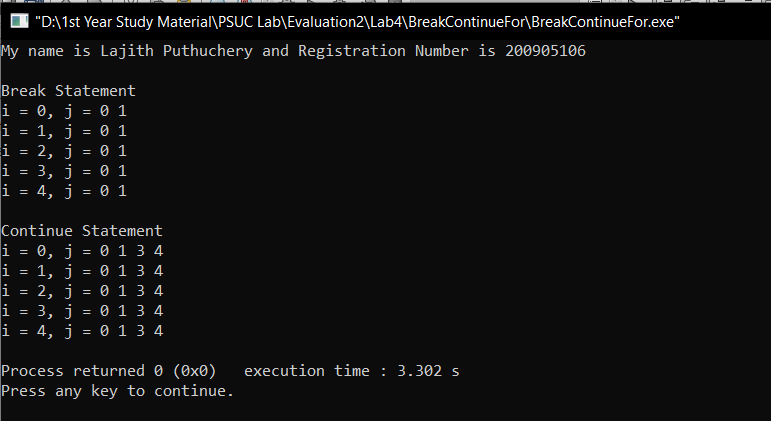 "D:\1st Year Study Material\PSUC Lab\Evaluation2\Lab4\BreakContinueFor\BreakContinueFor.exe"
My name is Lajith Puthuchery and Registration Number is 200905106
Break Statement
i = 0, j = 0 1
i = 1, j = 0 1
i = 2, j = 0 1
i = 3, j = 0 1
i = 4, j = 0 1
Continue Statement
i = 0, j = 0 1 3 4
i = 1, j = 0 1 3 4
i = 2, j = 0 1 3 4
i = 3, j = 0 1 3 4
i = 4, j = 0 1 3 4
Process returned 0 (0x0)   execution time : 3.302 s
Press any key to continue.